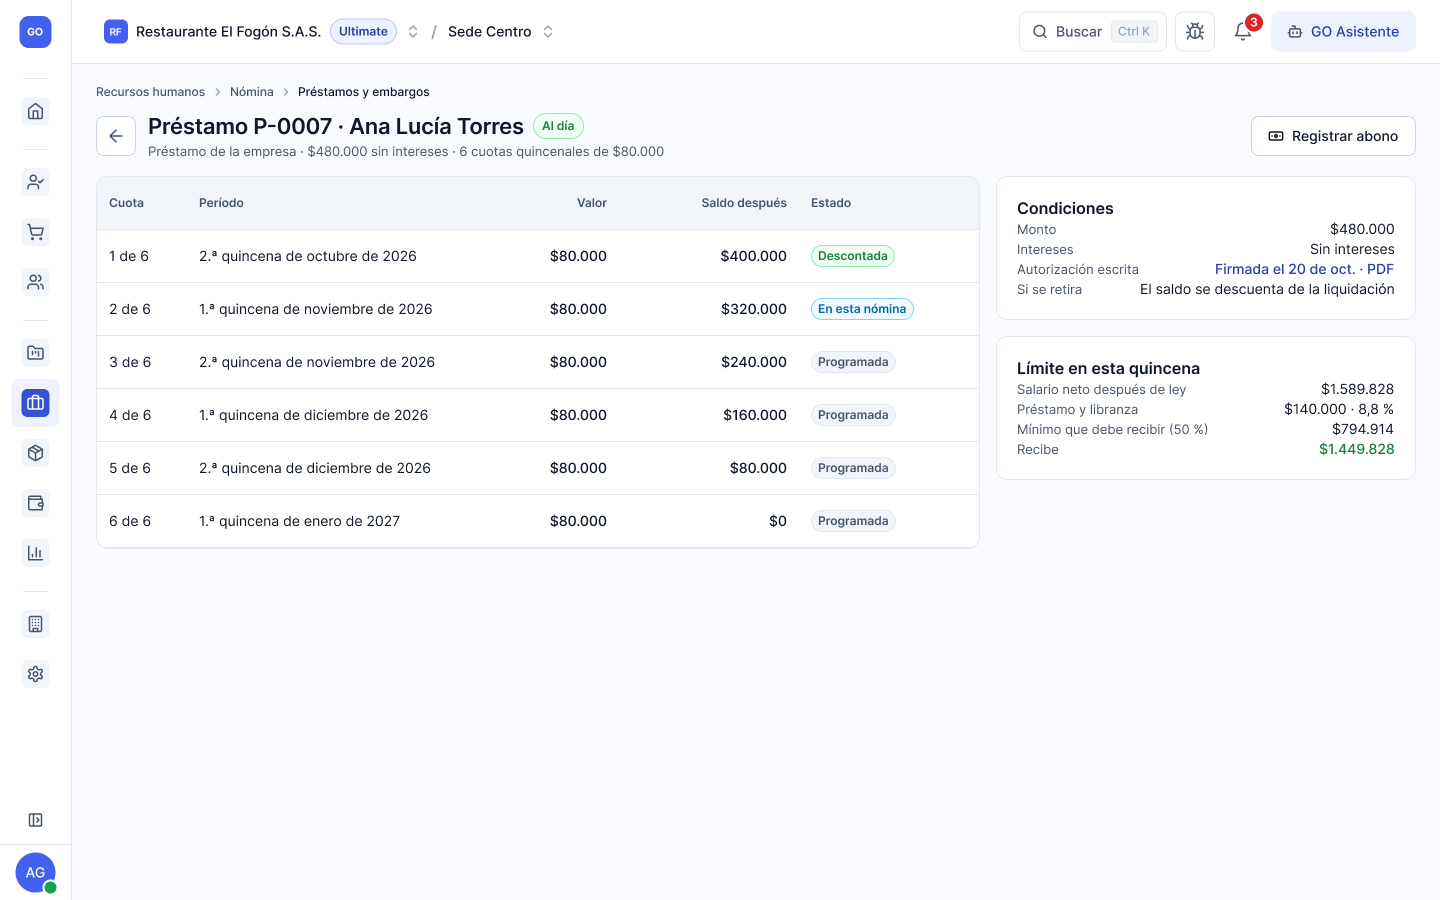 GO
RF Restaurante El Fogón S.A.S. Ultimate / Sede Centro
Buscar Ctrl K
3
GO Asistente
Recursos humanos > Nómina > Préstamos y embargos
Préstamo P-0007 · Ana Lucía Torres Al día
Préstamo de la empresa · $480.000 sin intereses · 6 cuotas quincenales de $80.000
Registrar abono
Cuota Período Valor Saldo después Estado
1 de 6 2.ª quincena de octubre de 2026 $80.000 $400.000 Descontada
2 de 6 1.ª quincena de noviembre de 2026 $80.000 $320.000 En esta nómina
3 de 6 2.ª quincena de noviembre de 2026 $80.000 $240.000 Programada
4 de 6 1.ª quincena de diciembre de 2026 $80.000 $160.000 Programada
5 de 6 2.ª quincena de diciembre de 2026 $80.000 $80.000 Programada
6 de 6 1.ª quincena de enero de 2027 $80.000 $0 Programada
Condiciones
Monto $480.000
Intereses Sin intereses
Autorización escrita Firmada el 20 de oct. · PDF
Si se retira El saldo se descuenta de la liquidación
Límite en esta quincena
Salario neto después de ley $1.589.828
Préstamo y libranza $140.000 · 8,8 %
Mínimo que debe recibir (50 %) $794.914
Recibe $1.449.828
AG